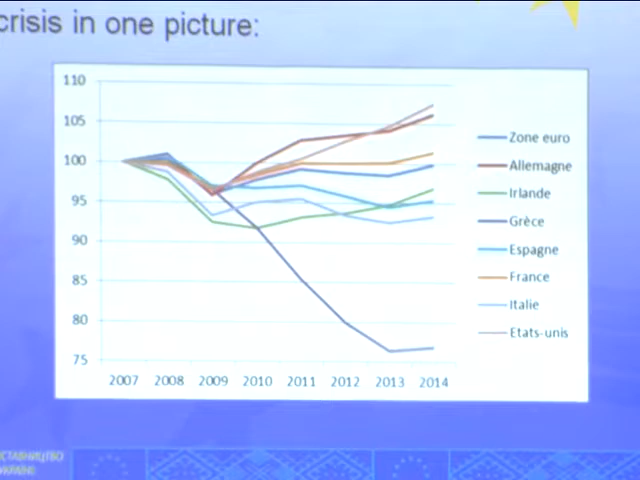 crisis in one picture:
110
105
100
95
90
85
80
75
2007 2008 2009 2010 2011 2012 2013 2014
Zone euro
Allemagne
Irlande
Grèce
Espagne
France
Italie
Etats-unis